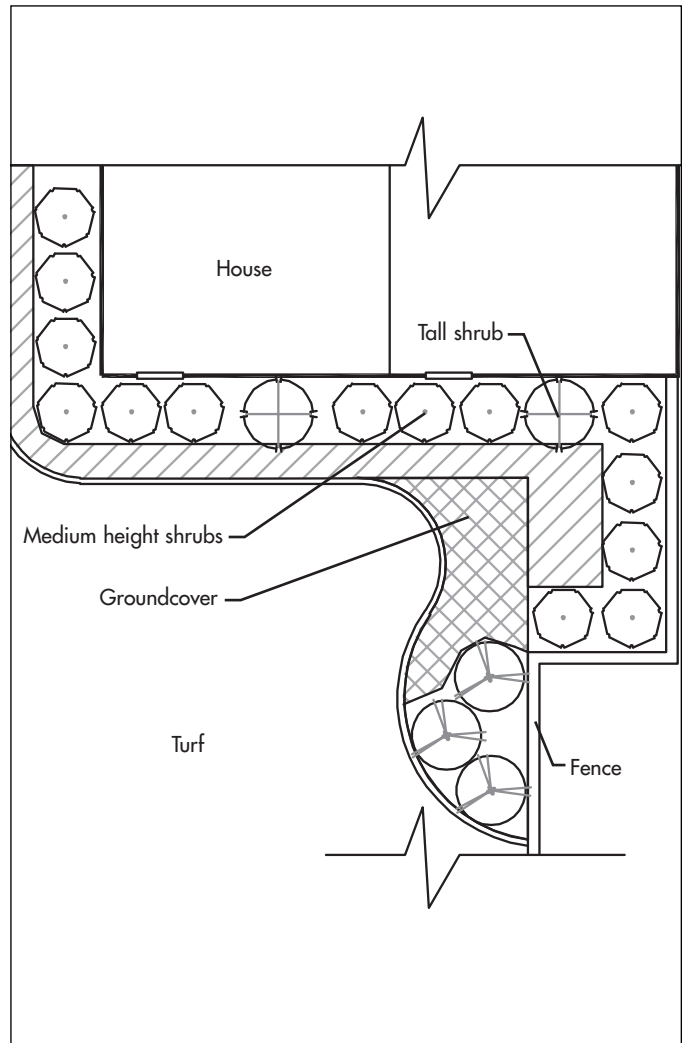 House
Tall shrub
Medium height shrubs
Groundcover
Turf
Fence